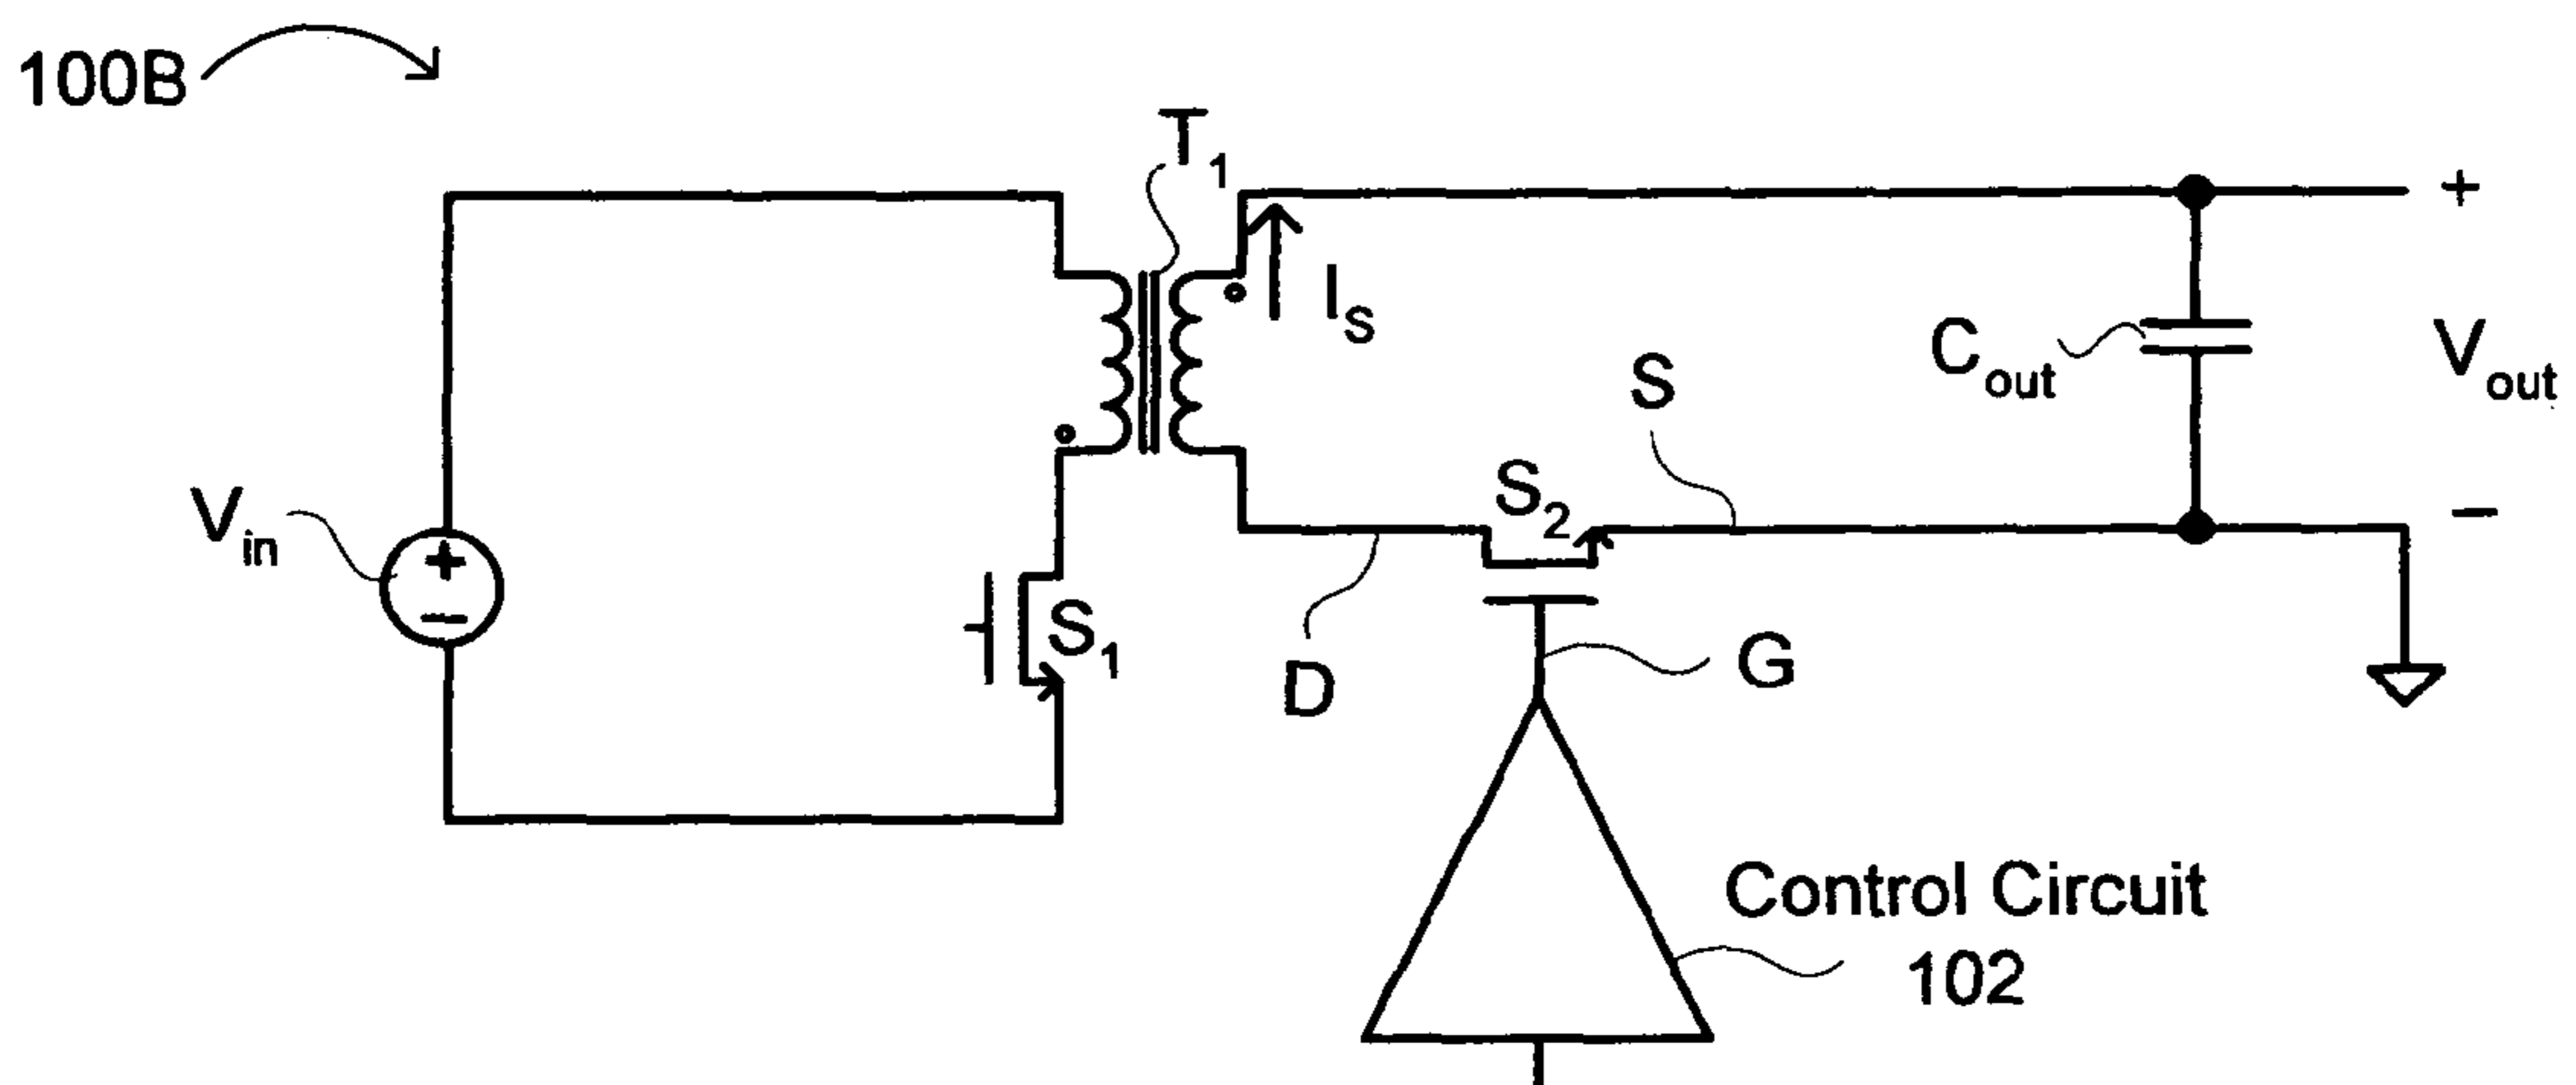 100B
T1
+
IS
Cout
Vout
S
S2
Vin
+
−
−
S1
D
G
Control Circuit
102